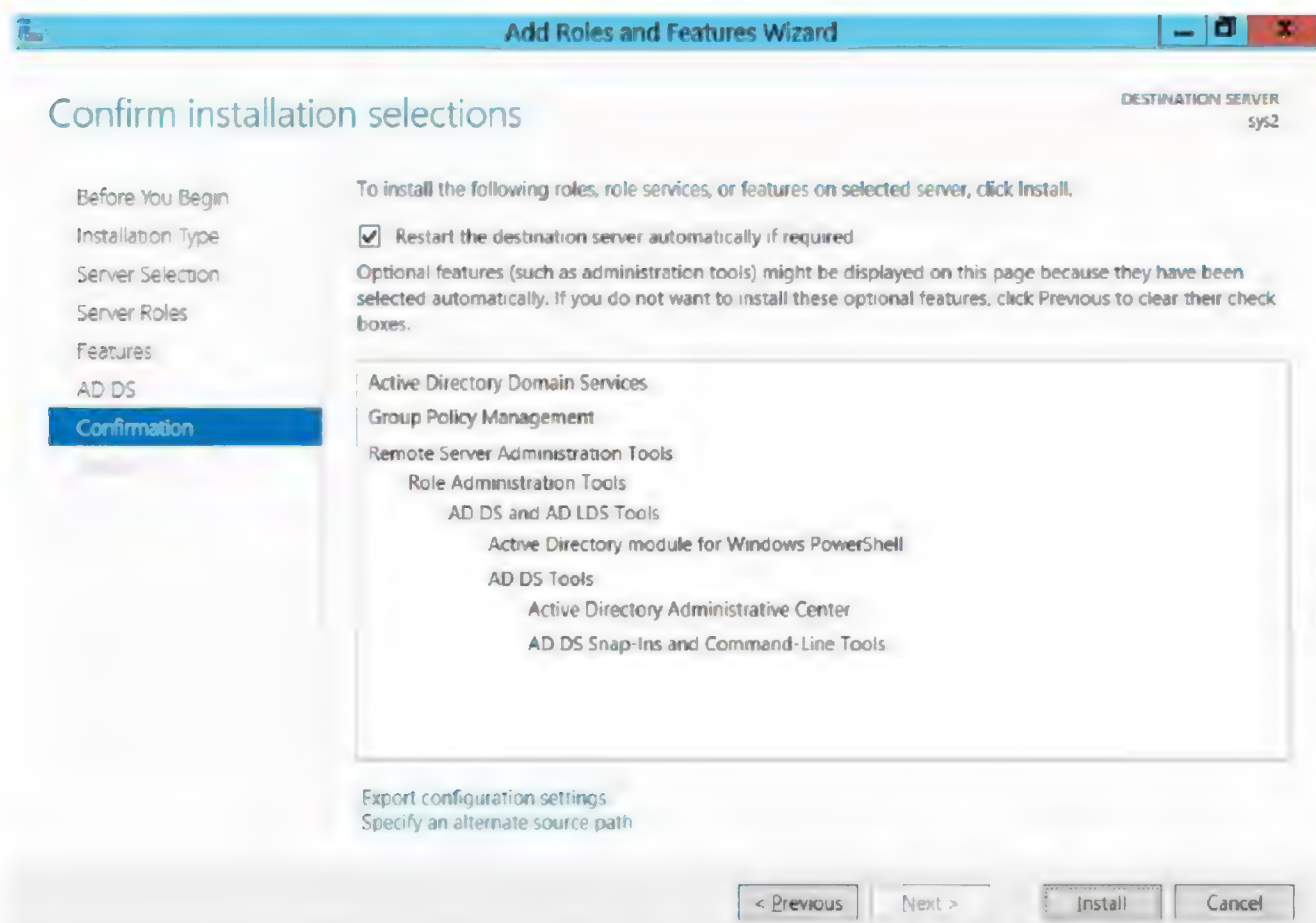 Add Roles and Features Wizard
Confirm installation selections
DESTINATION SERVER
sys2
Before You Begin
Installation Type
Server Selection
Server Roles
Features
AD DS
Confirmation
To install the following roles, role services, or features on selected server, click Install.
Restart the destination server automatically if required
Optional features (such as administration tools) might be displayed on this page because they have been
selected automatically. If you do not want to install these optional features, click Previous to clear their check
boxes.
Active Directory Domain Services
Group Policy Management
Remote Server Administration Tools
Role Administration Tools
AD DS and AD LDS Tools
Active Directory module for Windows PowerShell
AD DS Tools
Active Directory Administrative Center
AD DS Snap-Ins and Command-Line Tools
Export configuration settings
Specify an alternate source path
< Previous
Next >
Install
Cancel